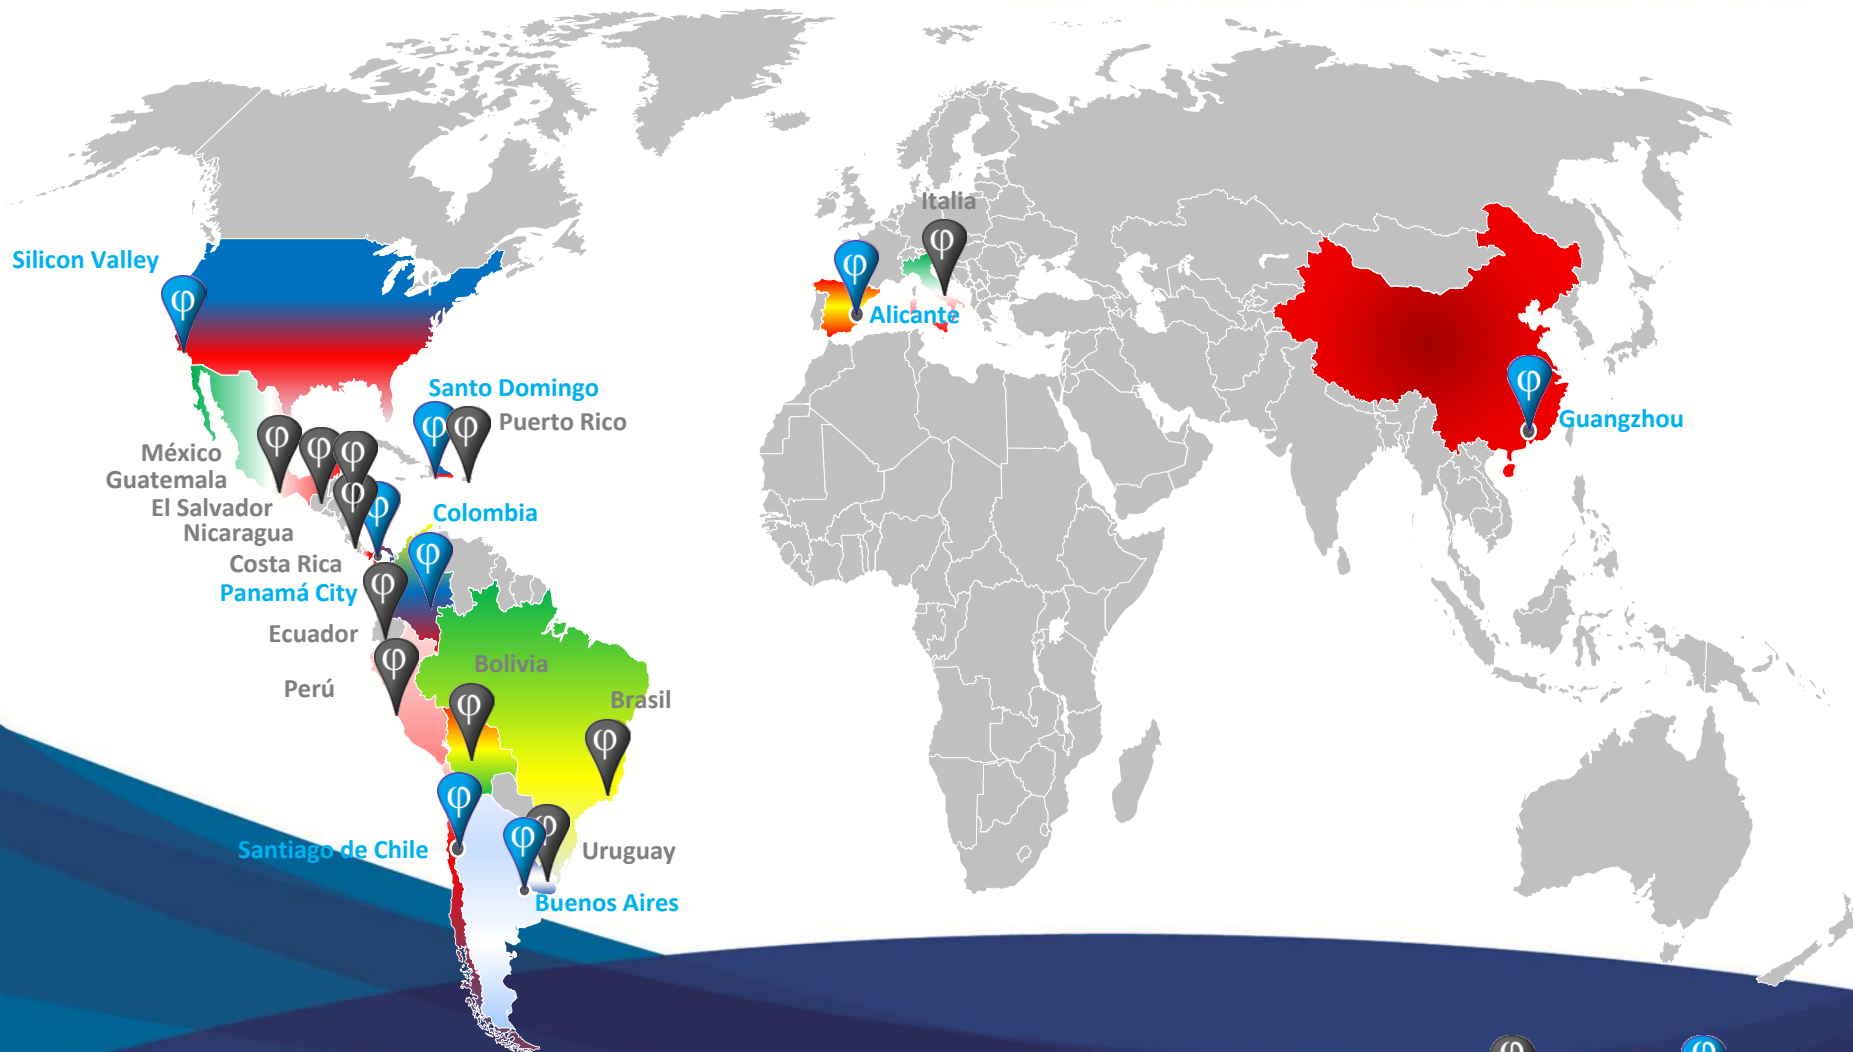 Italia
Silicon Valley
Alicante
Santo Domingo
Puerto Rico
Guangzhou
México
Guatemala
El Salvador
Nicaragua
Colombia
Costa Rica
Panamá City
Ecuador
Bolivia
Perú
Brasil
Santiago de Chile
Uruguay
Buenos Aires